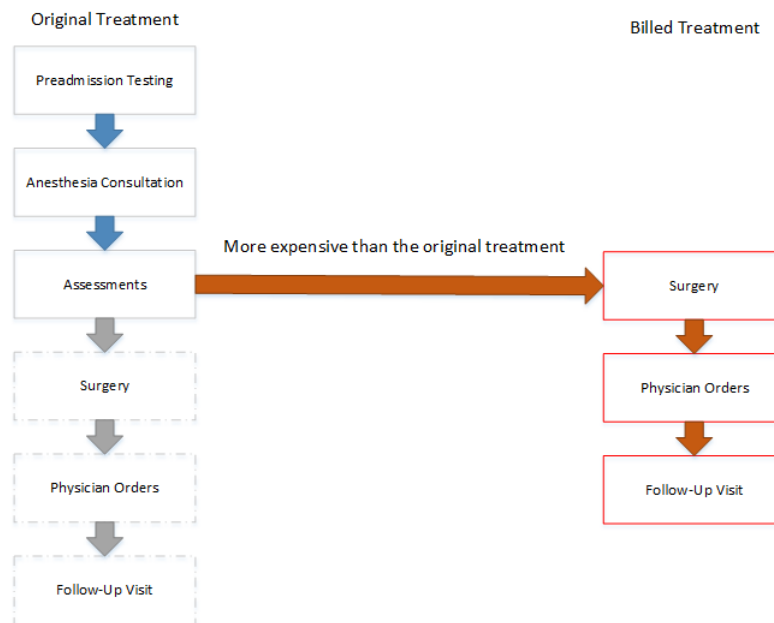 Original Treatment
Billed Treatment
Preadmission Testing
Anesthesia Consultation
More expensive than the original treatment
Assessments
Surgery
Surgery
Physician Orders
Physician Orders
Follow-Up Visit
Follow-Up Visit